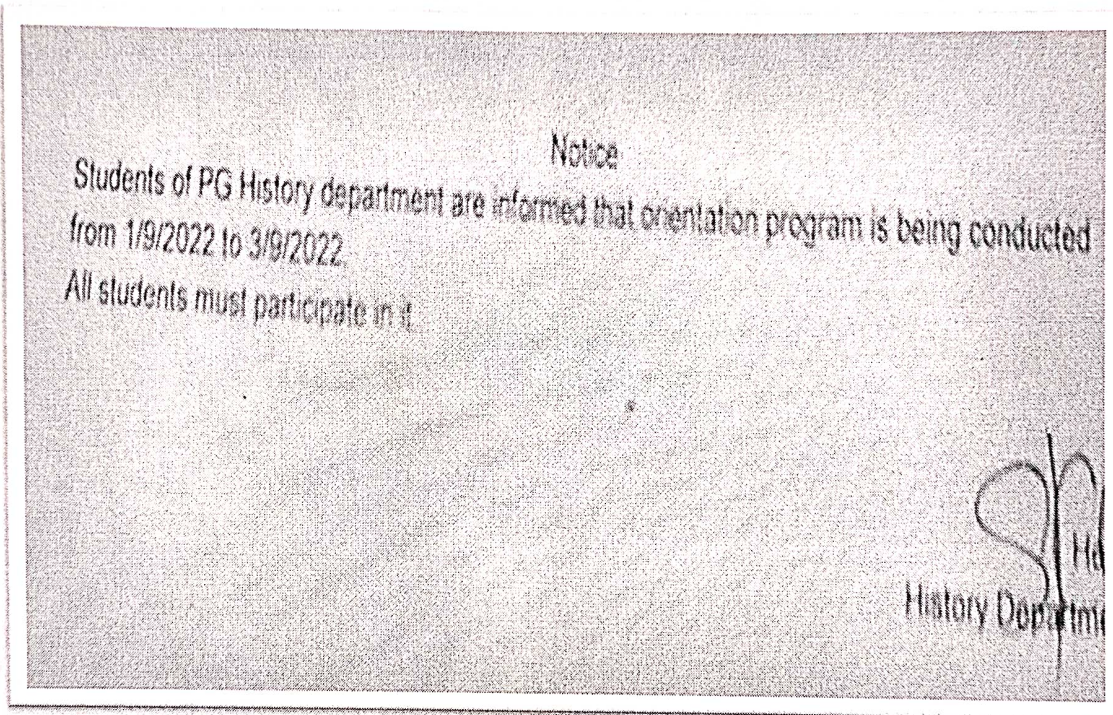 Notice
Students of PG History department are informed that orientation program is being conducted
from 1/9/2022 to 3/9/2022.
All students must participate in it
History